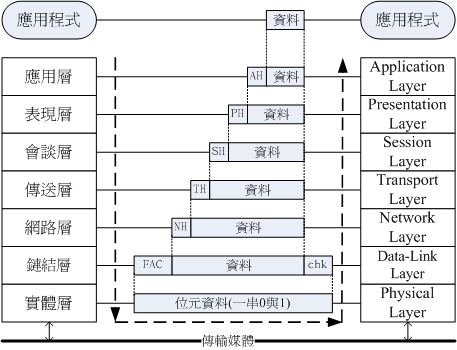 應用程式 資料 應用程式
應用層 AH 資料 Application
Layer
表現層 PH 資料 Presentation
Layer
會談層 SH 資料 Session
Layer
傳送層 TH 資料 Transport
Layer
網路層 NH 資料 Network
Layer
鏈結層 FAC 資料 chk Data-Link
Layer
實體層 位元資料(一串0與1) Physical
Layer
傳輸媒體